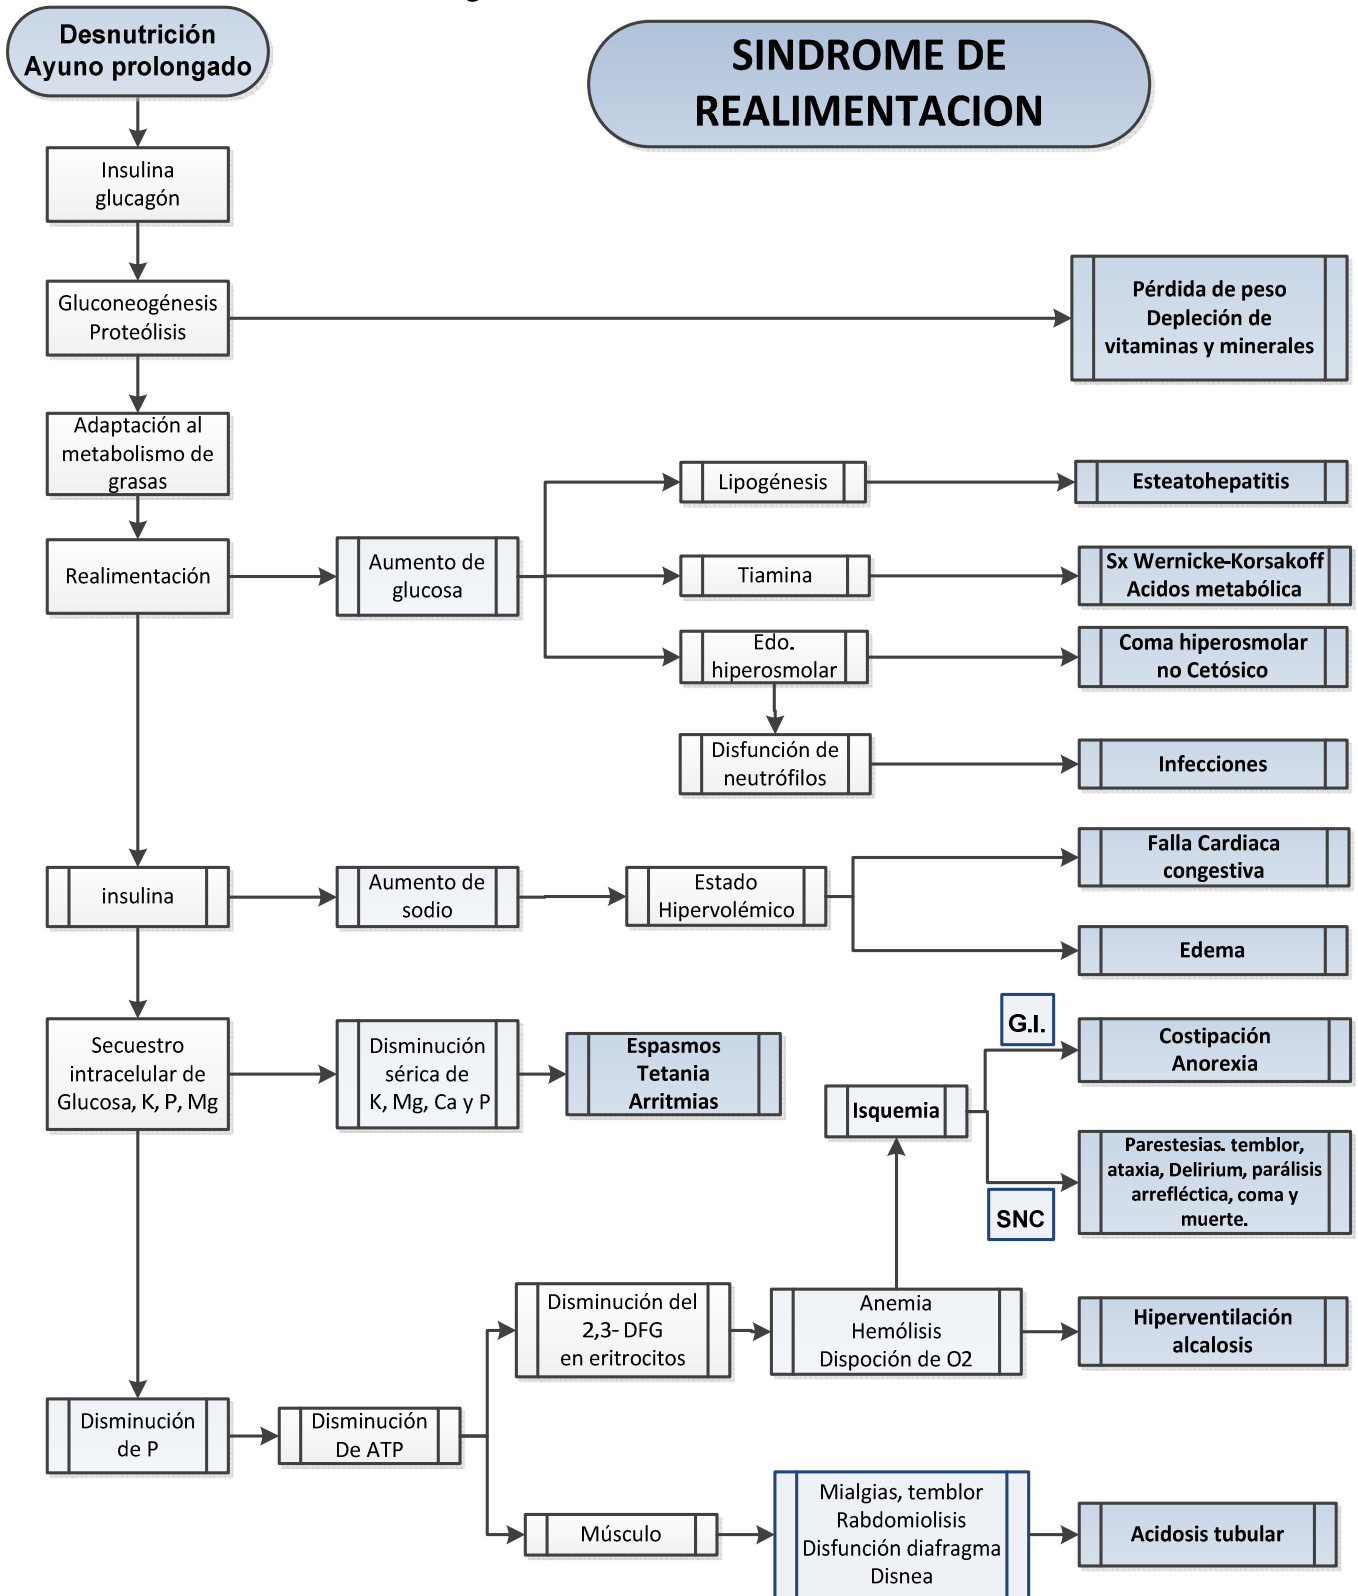 Desnutrición
Ayuno prolongado
SINDROME DE
REALIMENTACION
Insulina
glucagón
Gluconeogénesis
Proteólisis
Pérdida de peso
Depleción de
vitaminas y minerales
Adaptación al
metabolismo de
grasas
Lipogénesis
Esteatohepatitis
Realimentación
Aumento de
glucosa
Tiamina
Sx Wernicke-Korsakoff
Acidos metabólica
Edo.
hiperosmolar
Coma hiperosmolar
no Cetósico
Disfunción de
neutrófilos
Infecciones
insulina
Aumento de
sodio
Estado
Hipervolémico
Falla Cardiaca
congestiva
Edema
Secuestro
intracelular de
Glucosa, K, P, Mg
Disminución
sérica de
K, Mg, Ca y P
Espasmos
Tetania
Arritmias
Isquemia
G.I.
Costipación
Anorexia
SNC
Parestesias. temblor,
ataxia, Delirium, parálisis
arrefléctica, coma y
muerte.
Disminución
de P
Disminución
De ATP
Disminución del
2,3- DFG
en eritrocitos
Anemia
Hemólisis
Dispoción de O2
Hiperventilación
alcalosis
Músculo
Mialgias, temblor
Rabdomiolisis
Disfunción diafragma
Disnea
Acidosis tubular